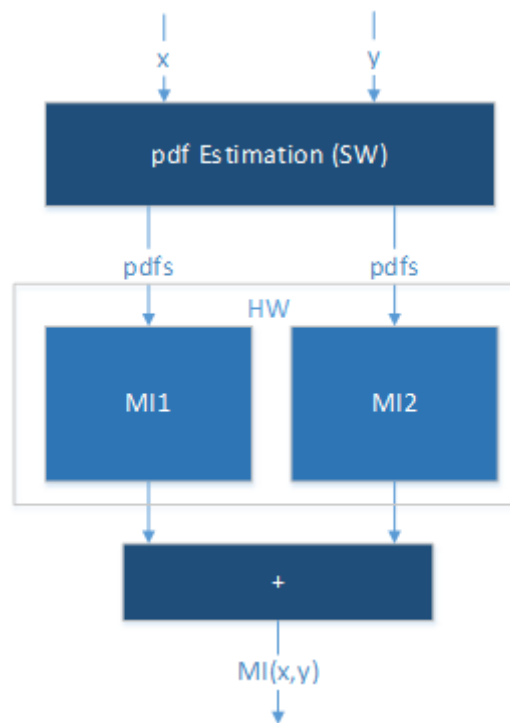 x y
pdf Estimation (SW)
pdfs pdfs
HW
MI1 MI2
+
MI(x,y)